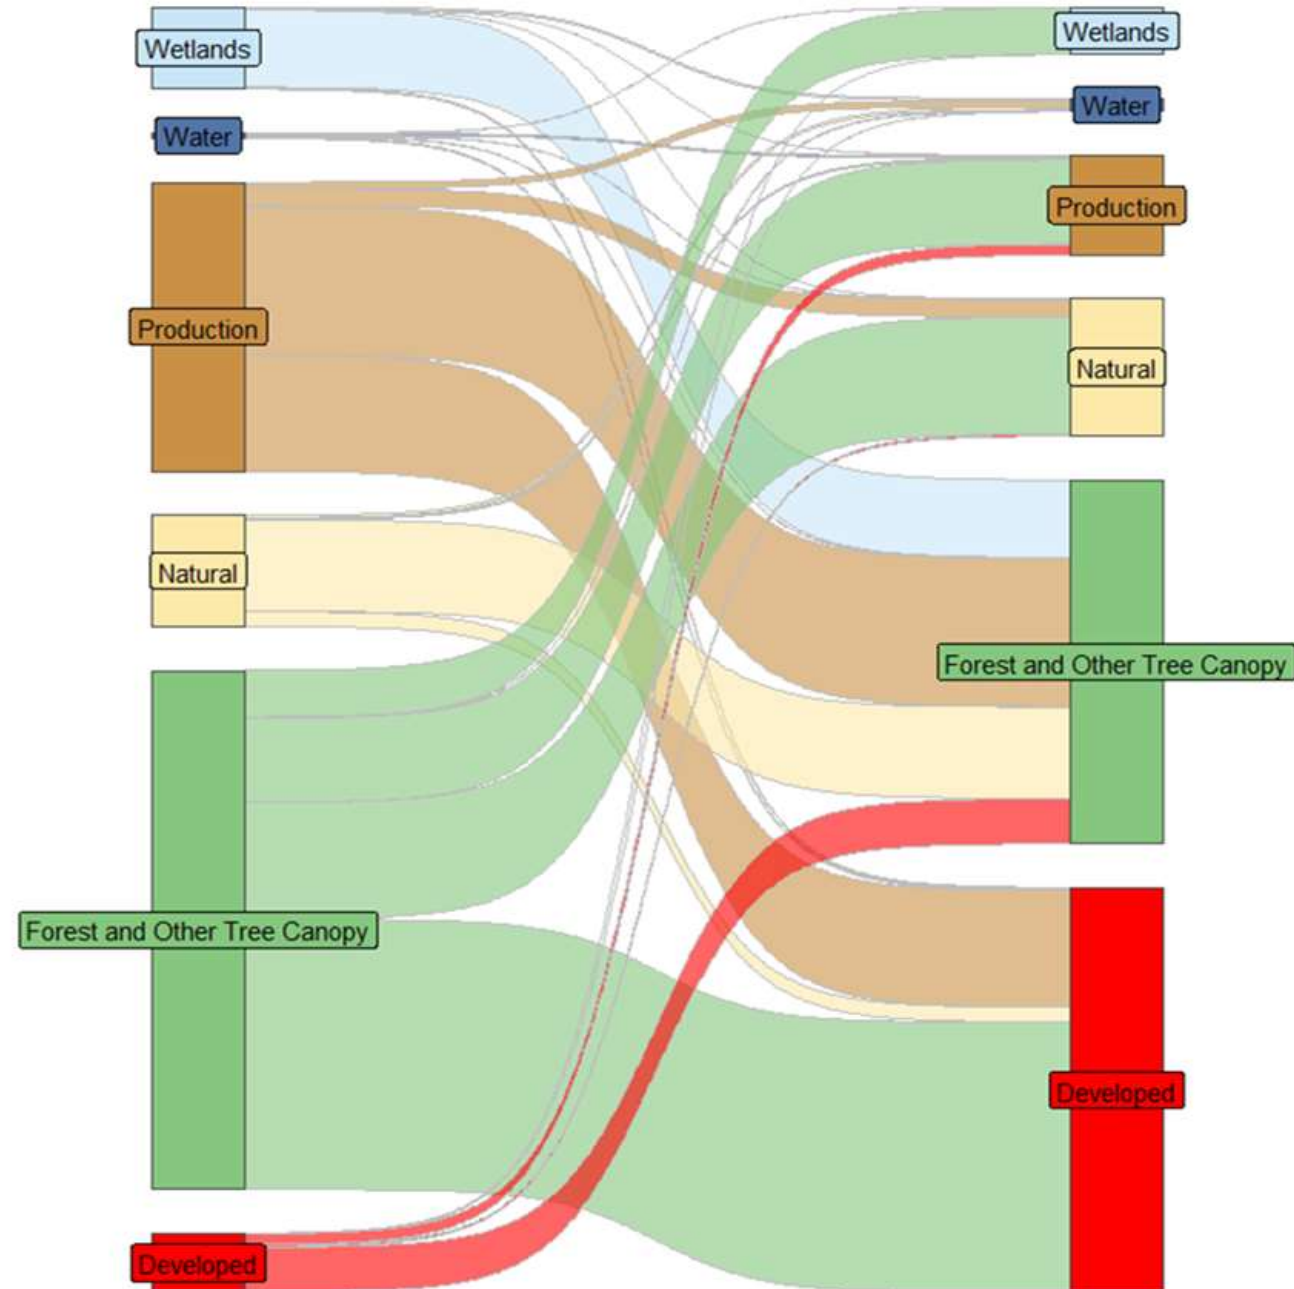 Wetlands
Water
Production
Natural
Forest and Other Tree Canopy
Developed
Wetlands
Water
Production
Natural
Forest and Other Tree Canopy
Developed